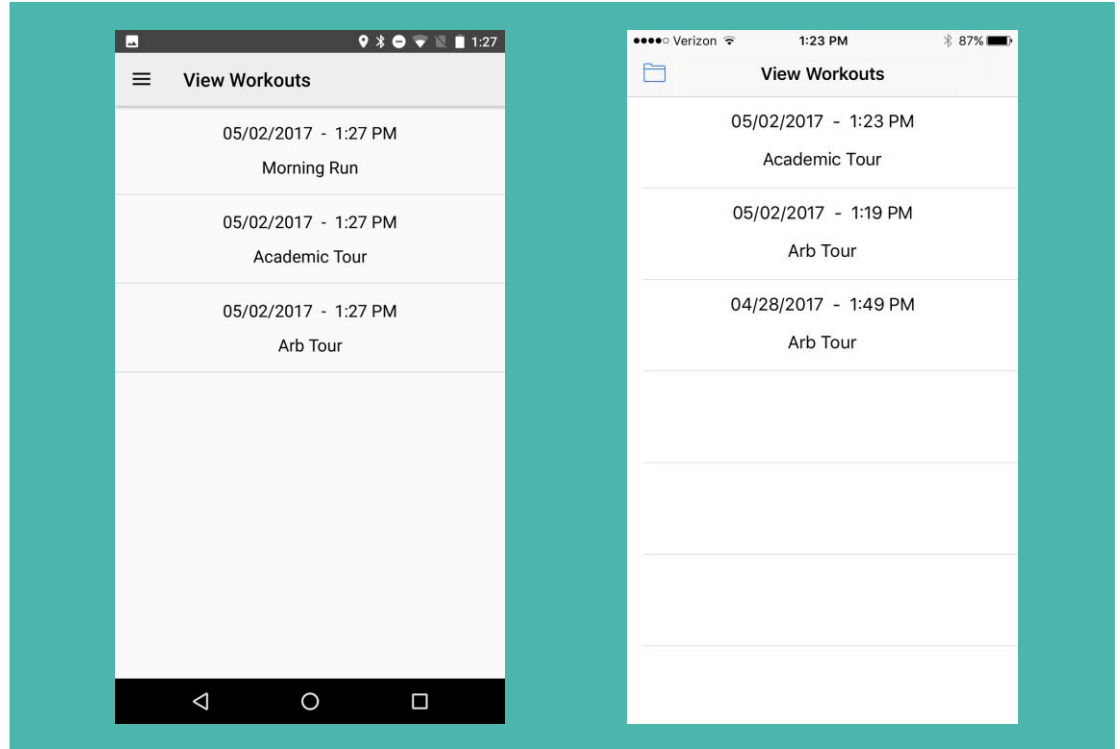 1:27
View Workouts
05/02/2017 - 1:27 PM
Morning Run
05/02/2017 - 1:27 PM
Academic Tour
05/02/2017 - 1:27 PM
Arb Tour
Verizon 1:23 PM 87%
View Workouts
05/02/2017 - 1:23 PM
Academic Tour
05/02/2017 - 1:19 PM
Arb Tour
04/28/2017 - 1:49 PM
Arb Tour